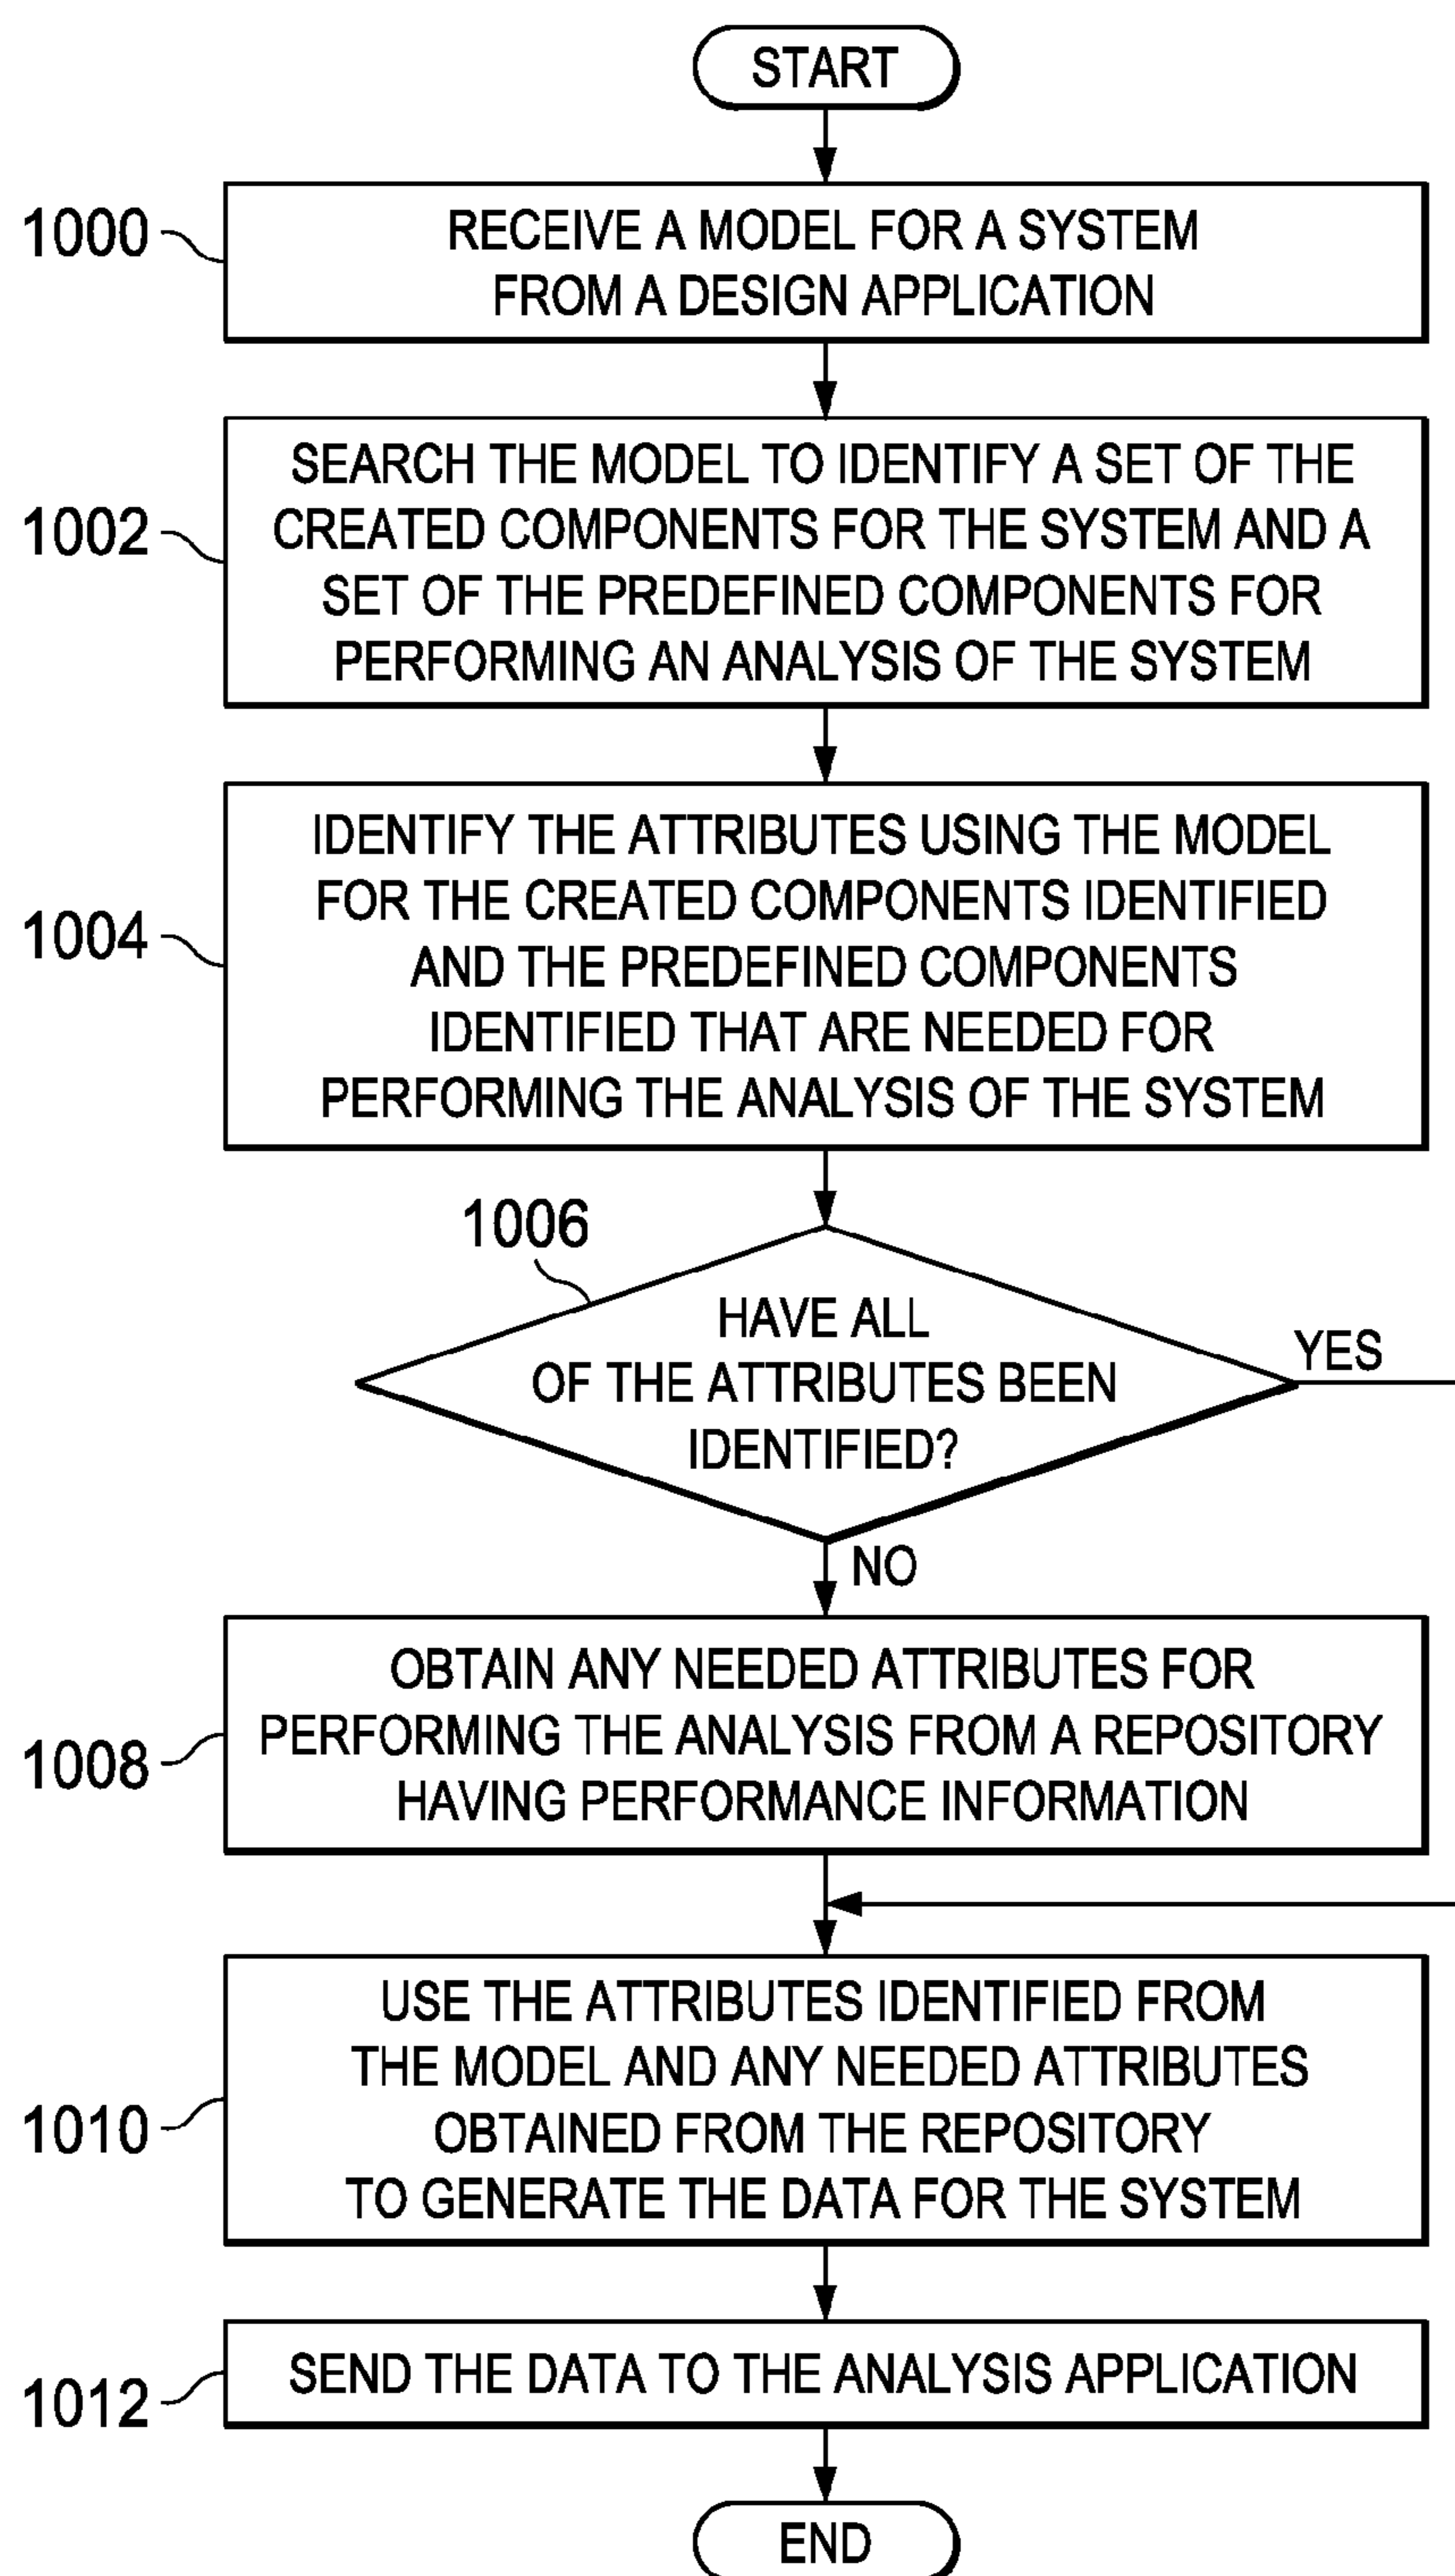 START
1000
RECEIVE A MODEL FOR A SYSTEM
FROM A DESIGN APPLICATION
1002
SEARCH THE MODEL TO IDENTIFY A SET OF THE
CREATED COMPONENTS FOR THE SYSTEM AND A
SET OF THE PREDEFINED COMPONENTS FOR
PERFORMING AN ANALYSIS OF THE SYSTEM
1004
IDENTIFY THE ATTRIBUTES USING THE MODEL
FOR THE CREATED COMPONENTS IDENTIFIED
AND THE PREDEFINED COMPONENTS
IDENTIFIED THAT ARE NEEDED FOR
PERFORMING THE ANALYSIS OF THE SYSTEM
1006
HAVE ALL
OF THE ATTRIBUTES BEEN
IDENTIFIED?
YES
NO
1008
OBTAIN ANY NEEDED ATTRIBUTES FOR
PERFORMING THE ANALYSIS FROM A REPOSITORY
HAVING PERFORMANCE INFORMATION
1010
USE THE ATTRIBUTES IDENTIFIED FROM
THE MODEL AND ANY NEEDED ATTRIBUTES
OBTAINED FROM THE REPOSITORY
TO GENERATE THE DATA FOR THE SYSTEM
1012
SEND THE DATA TO THE ANALYSIS APPLICATION
END